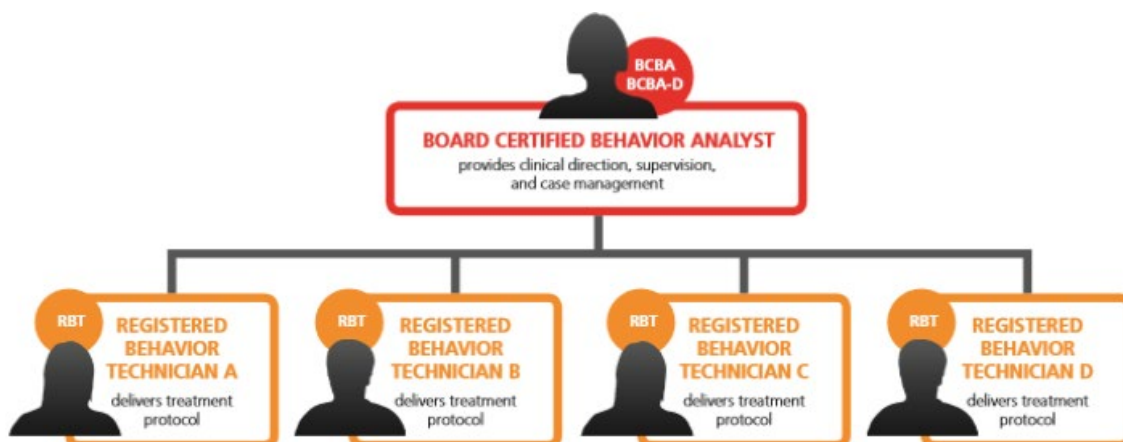 BCBA
BCBA-D
BOARD CERTIFIED BEHAVIOR ANALYST
provides clinical direction, supervision,
and case management
RBT
REGISTERED
BEHAVIOR
TECHNICIAN A
delivers treatment
protocol
RBT
REGISTERED
BEHAVIOR
TECHNICIAN B
delivers treatment
protocol
RBT
REGISTERED
BEHAVIOR
TECHNICIAN C
delivers treatment
protocol
RBT
REGISTERED
BEHAVIOR
TECHNICIAN D
delivers treatment
protocol